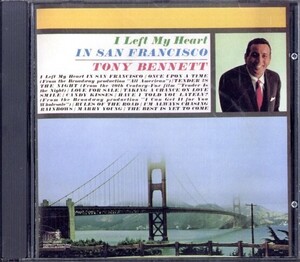 I Left My Heart
IN SAN FRANCISCO
TONY BENNETT
I Left My Heart IN SAN FRANCISCO / ONCE UPON A TIME
(From the Broadway production "All American") / TENDER IS
THE NIGHT (From the 20th Century-Fox film "Tender Is
the Night) / LOVE FOR SALE / TAKING A CHANCE ON LOVE
SMILE / CANDY KISSES / HAVE I TOLD YOU LATELY?
(From the Broadway production "I Can Get It for You
Wholesale") / RULES OF THE ROAD / I'M ALWAYS CHASING
RAINBOWS / MARRY YOUNG / THE BEST IS YET TO COME